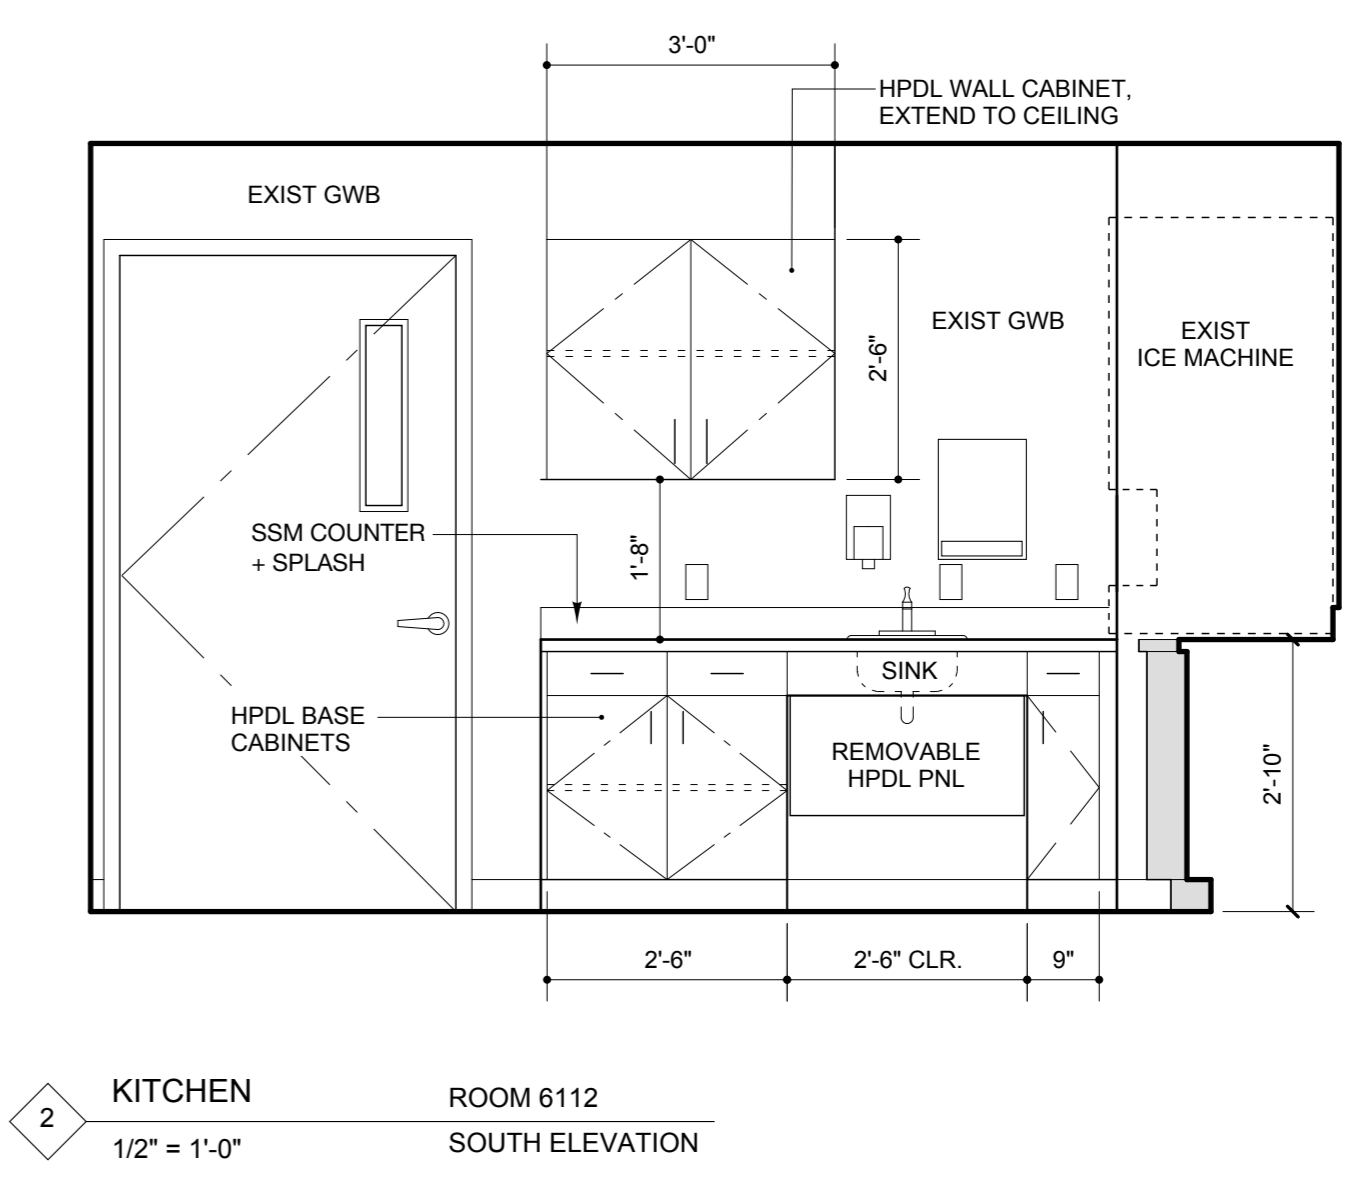 3'-0"
HPDL WALL CABINET,
EXTEND TO CEILING
EXIST GWB
EXIST GWB
EXIST
ICE MACHINE
2'-6"
SSM COUNTER
+ SPLASH
1'-8"
SINK
HPDL BASE
CABINETS
REMOVABLE
HPDL PNL
2'-10"
2'-6"
2'-6" CLR.
9"
2
KITCHEN
ROOM 6112
1/2" = 1'-0"
SOUTH ELEVATION